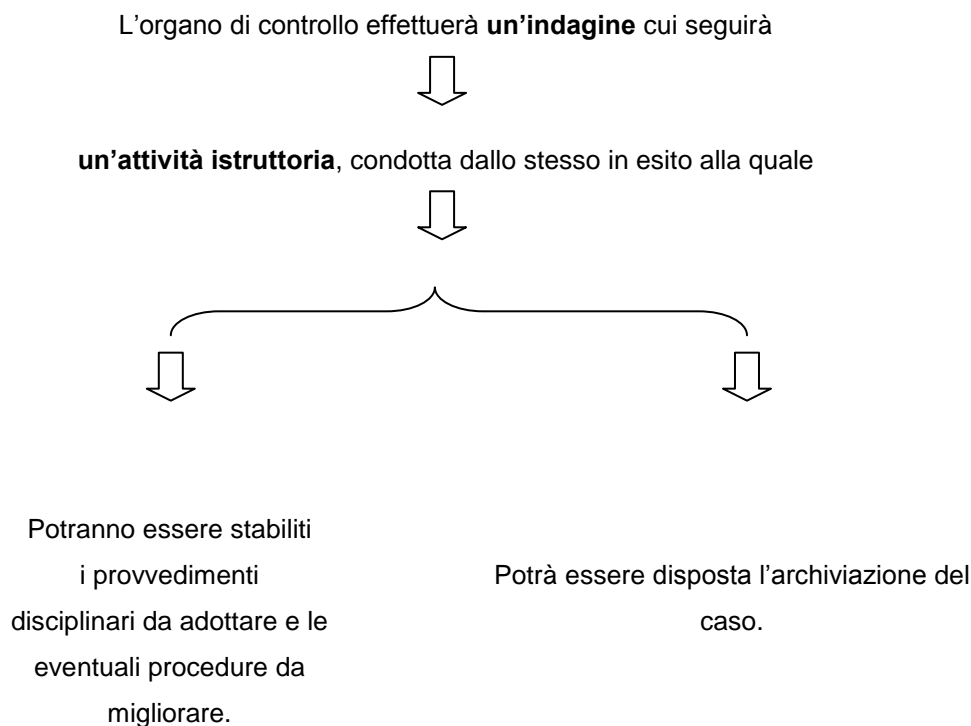 L’organo di controllo effettuerà un’indagine cui seguirà
un’attività istruttoria, condotta dallo stesso in esito alla quale
Potranno essere stabiliti
i provvedimenti
disciplinari da adottare e le
eventuali procedure da
migliorare.
Potrà essere disposta l’archiviazione del
caso.